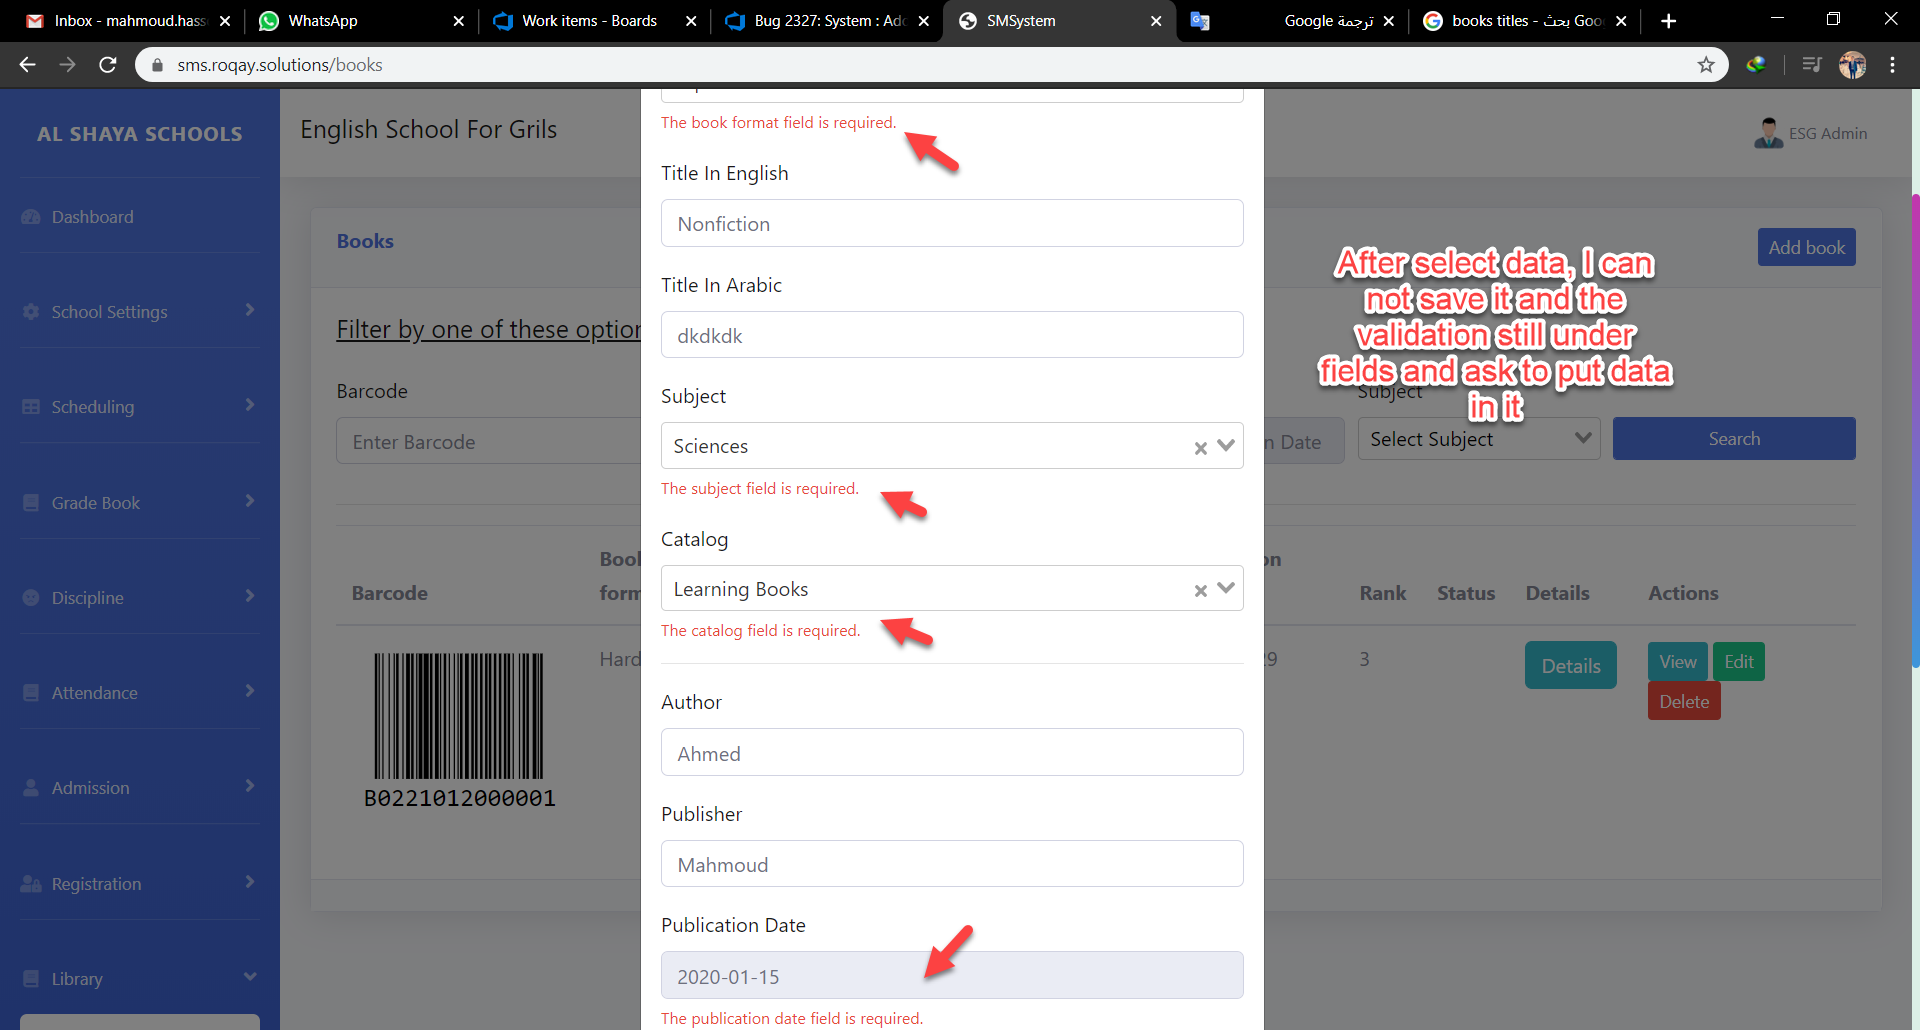 Inbox - mahmoud.hass
WhatsApp
Work items - Boards
Bug 2327: System : Add
SMSystem
ترجمة Google
books titles - بحث Goo
sms.roqay.solutions/books
AL SHAYA SCHOOLS
English School For Grils
ESG Admin
Dashboard
School Settings
Scheduling
Grade Book
Discipline
Attendance
Admission
Registration
Library
Books
Add book
Filter by one of these option
Barcode
Enter Barcode
n Date
Subject
Select Subject
Search
Barcode
Book
form
on
Rank
Status
Details
Actions
B0221012000001
Hard
29
3
Details
View
Edit
Delete
The book format field is required.
Title In English
Nonfiction
Title In Arabic
dkdkdk
Subject
Sciences
The subject field is required.
Catalog
Learning Books
The catalog field is required.
Author
Ahmed
Publisher
Mahmoud
Publication Date
2020-01-15
The publication date field is required.
After select data, I can
not save it and the
validation still under
fields and ask to put data
in it